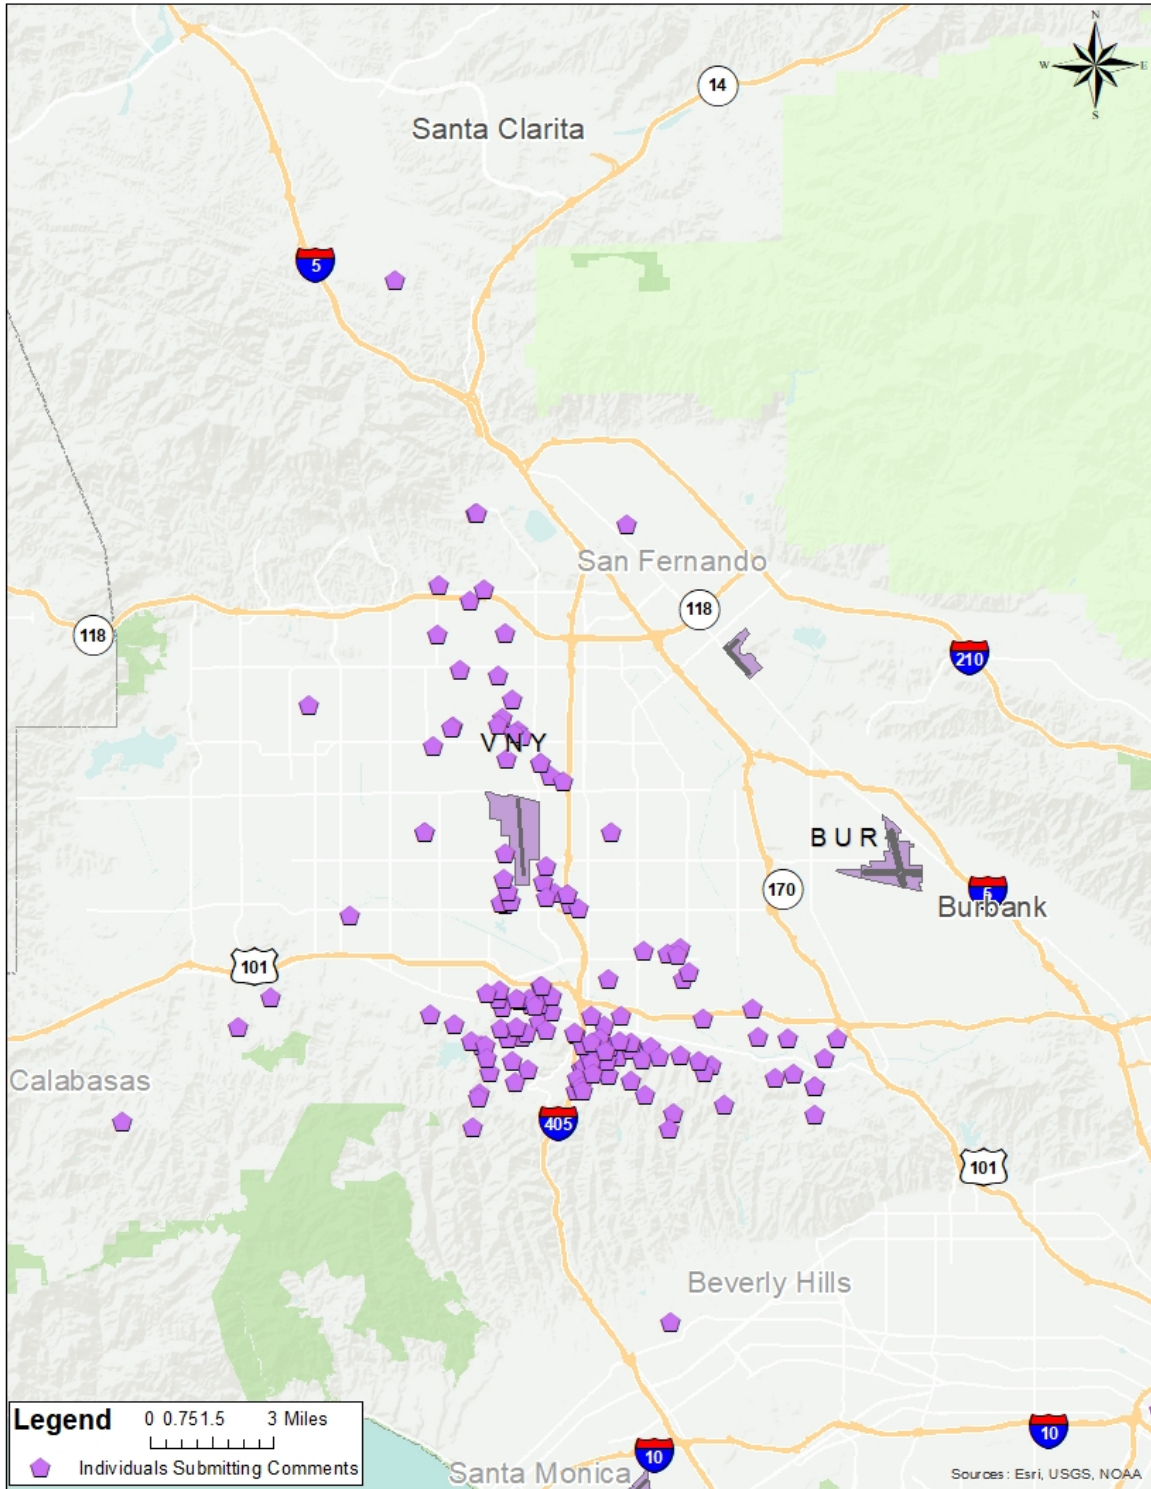 N
W E
S
14
Santa Clarita
5
San Fernando
118
118
210
VNY
BUR
170
5
Burbank
101
Calabasas
405
101
Beverly Hills
Legend
0 0.75 1.5 3 Miles
Individuals Submitting Comments
10
10
Santa Monica
Sources: Esri, USGS, NOAA